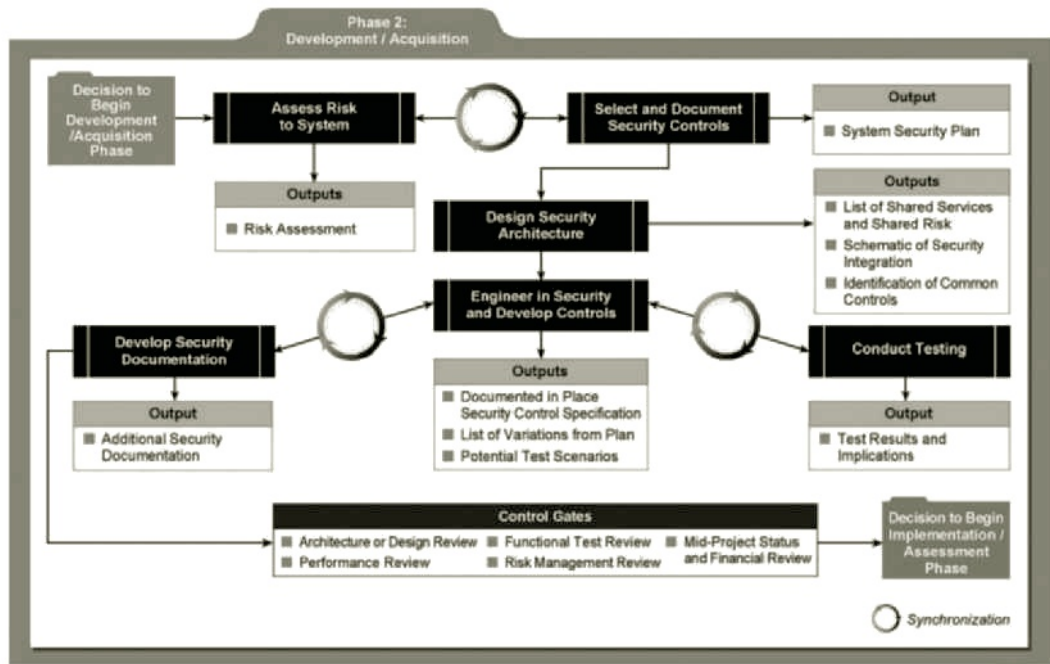 Phase 2:
Development / Acquisition
Decision to
Begin
Development
/Acquisition
Phase
Assess Risk
to System
Select and Document
Security Controls
Output
System Security Plan
Outputs
Risk Assessment
Design Security
Architecture
Outputs
List of Shared Services
and Shared Risk
Schematic of Security
Integration
Identification of Common
Controls
Engineer in Security
and Develop Controls
Develop Security
Documentation
Conduct Testing
Outputs
Documented in Place
Security Control Specification
List of Variations from Plan
Potential Test Scenarios
Output
Additional Security
Documentation
Output
Test Results and
Implications
Control Gates
Architecture or Design Review
Performance Review
Functional Test Review
Risk Management Review
Mid-Project Status
and Financial Review
Decision to Begin
Implementation /
Assessment
Phase
Synchronization